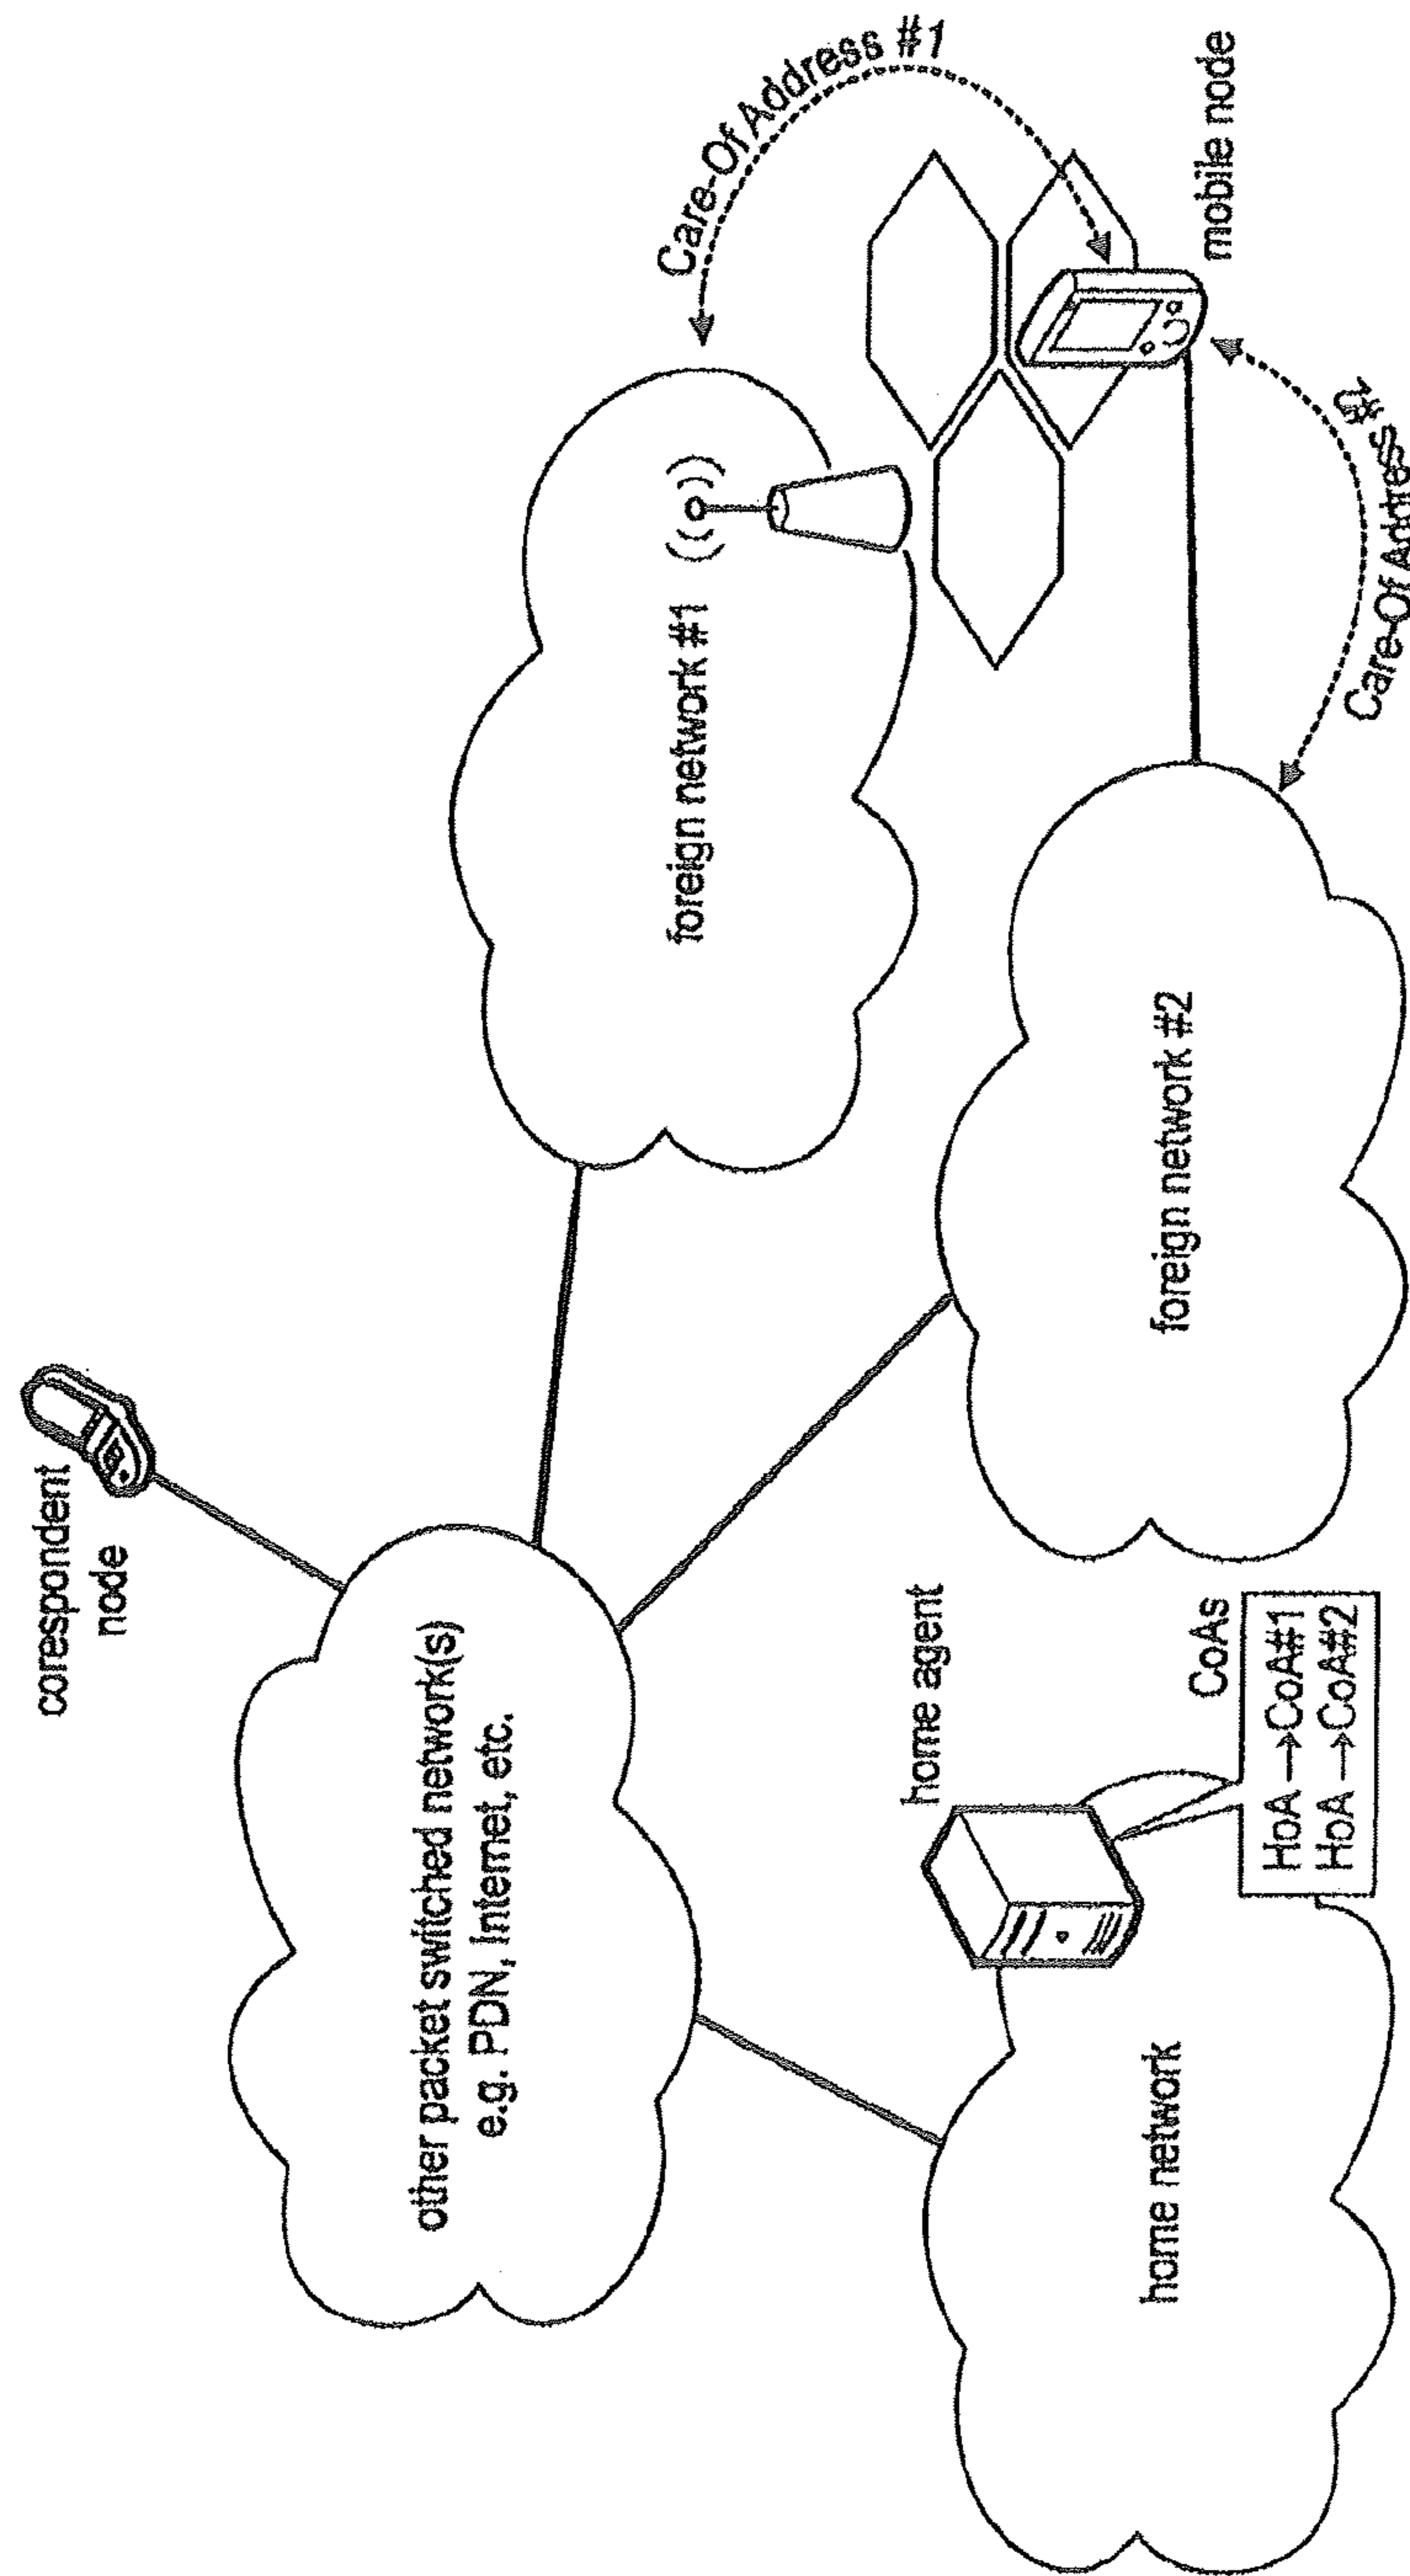 corespondent
node
other packet switched network(s)
e.g. PDN, Internet, etc.
foreign network #1
Care-Of Address #1
mobile node
foreign network #2
Care-Of Address #2
home agent
CoAs
HoA→CoA#1
HoA→CoA#2
home network